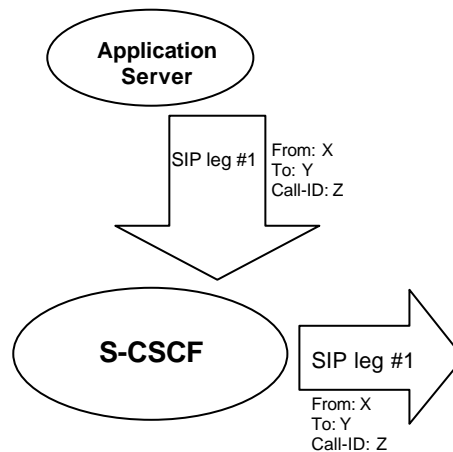 Application
Server
SIP leg #1
From: X
To: Y
Call-ID: Z
S-CSCF
SIP leg #1
From: X
To: Y
Call-ID: Z